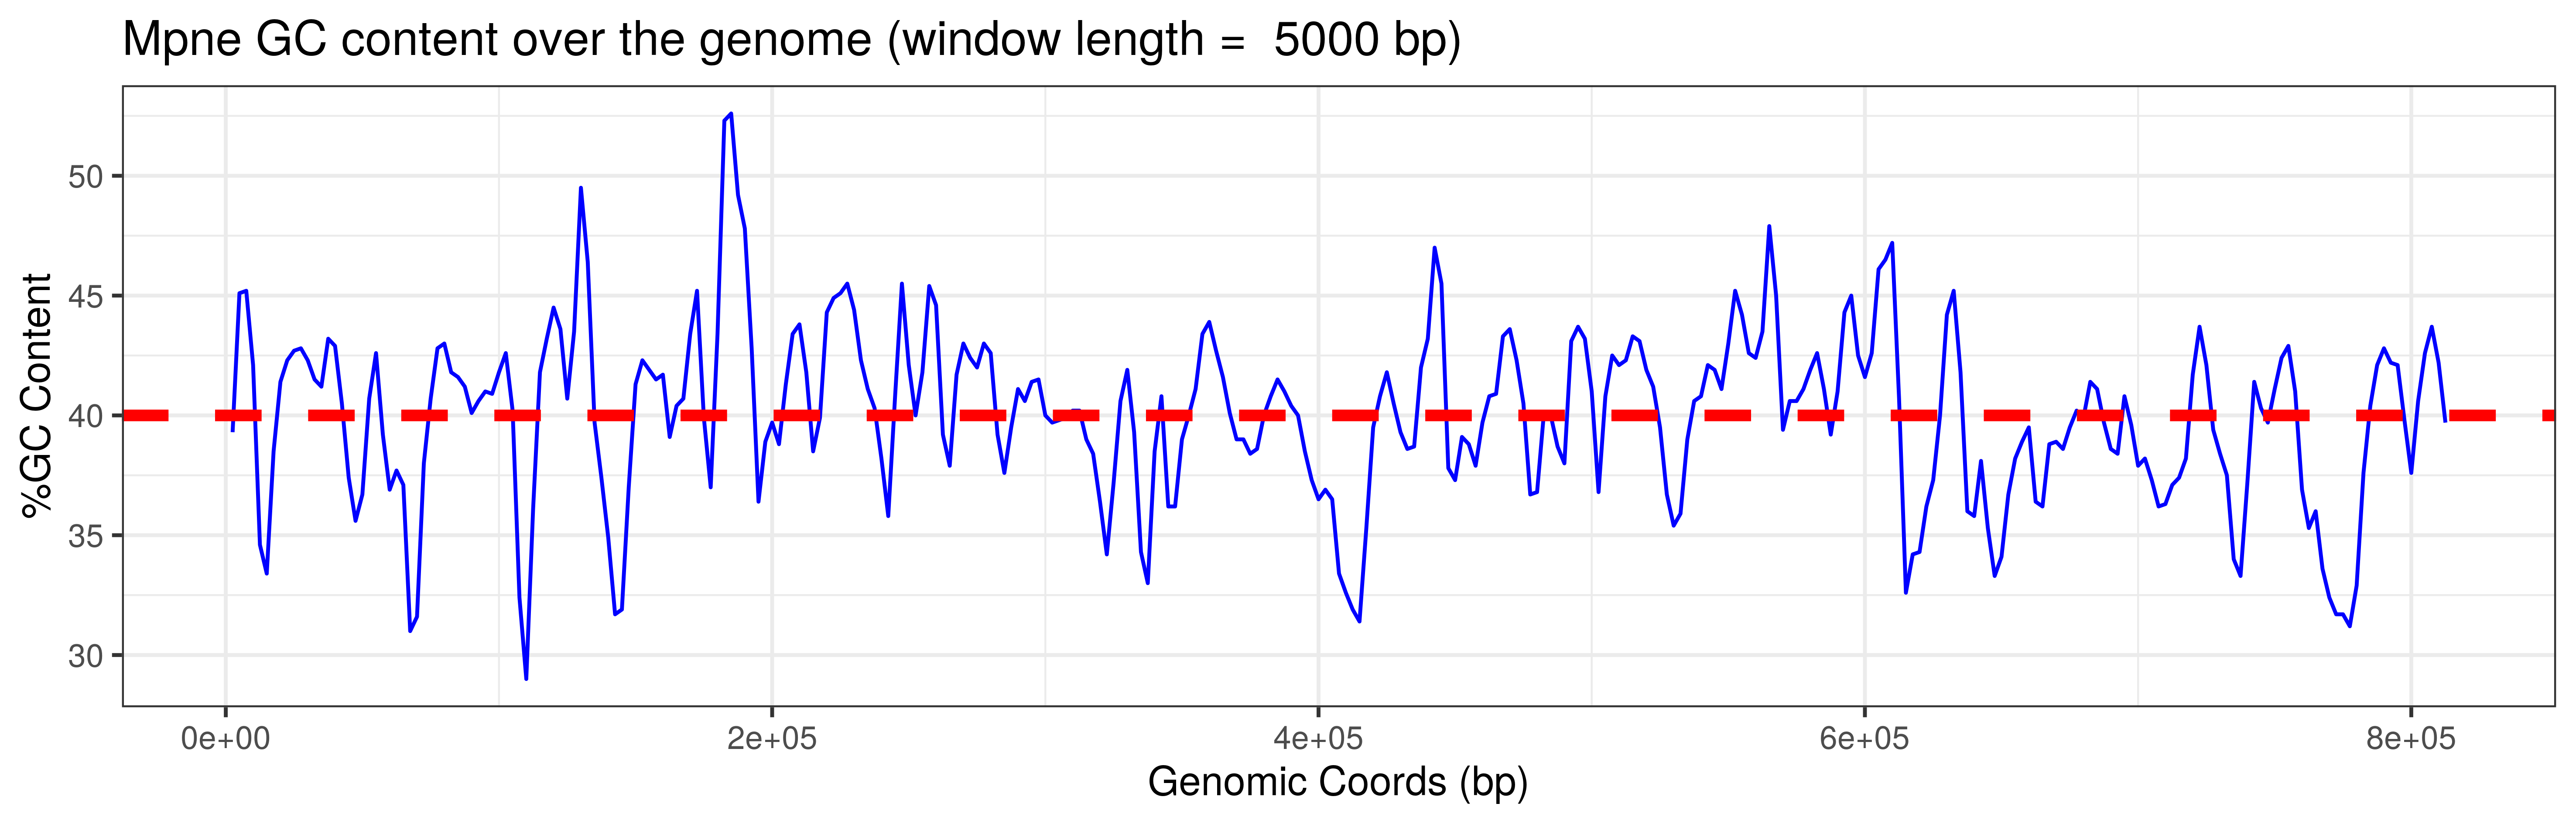 Mpne GC content over the genome (window length =  5000 bp)
%GC Content
50
45
40
35
30
0e+00 2e+05 4e+05 6e+05 8e+05
Genomic Coords (bp)